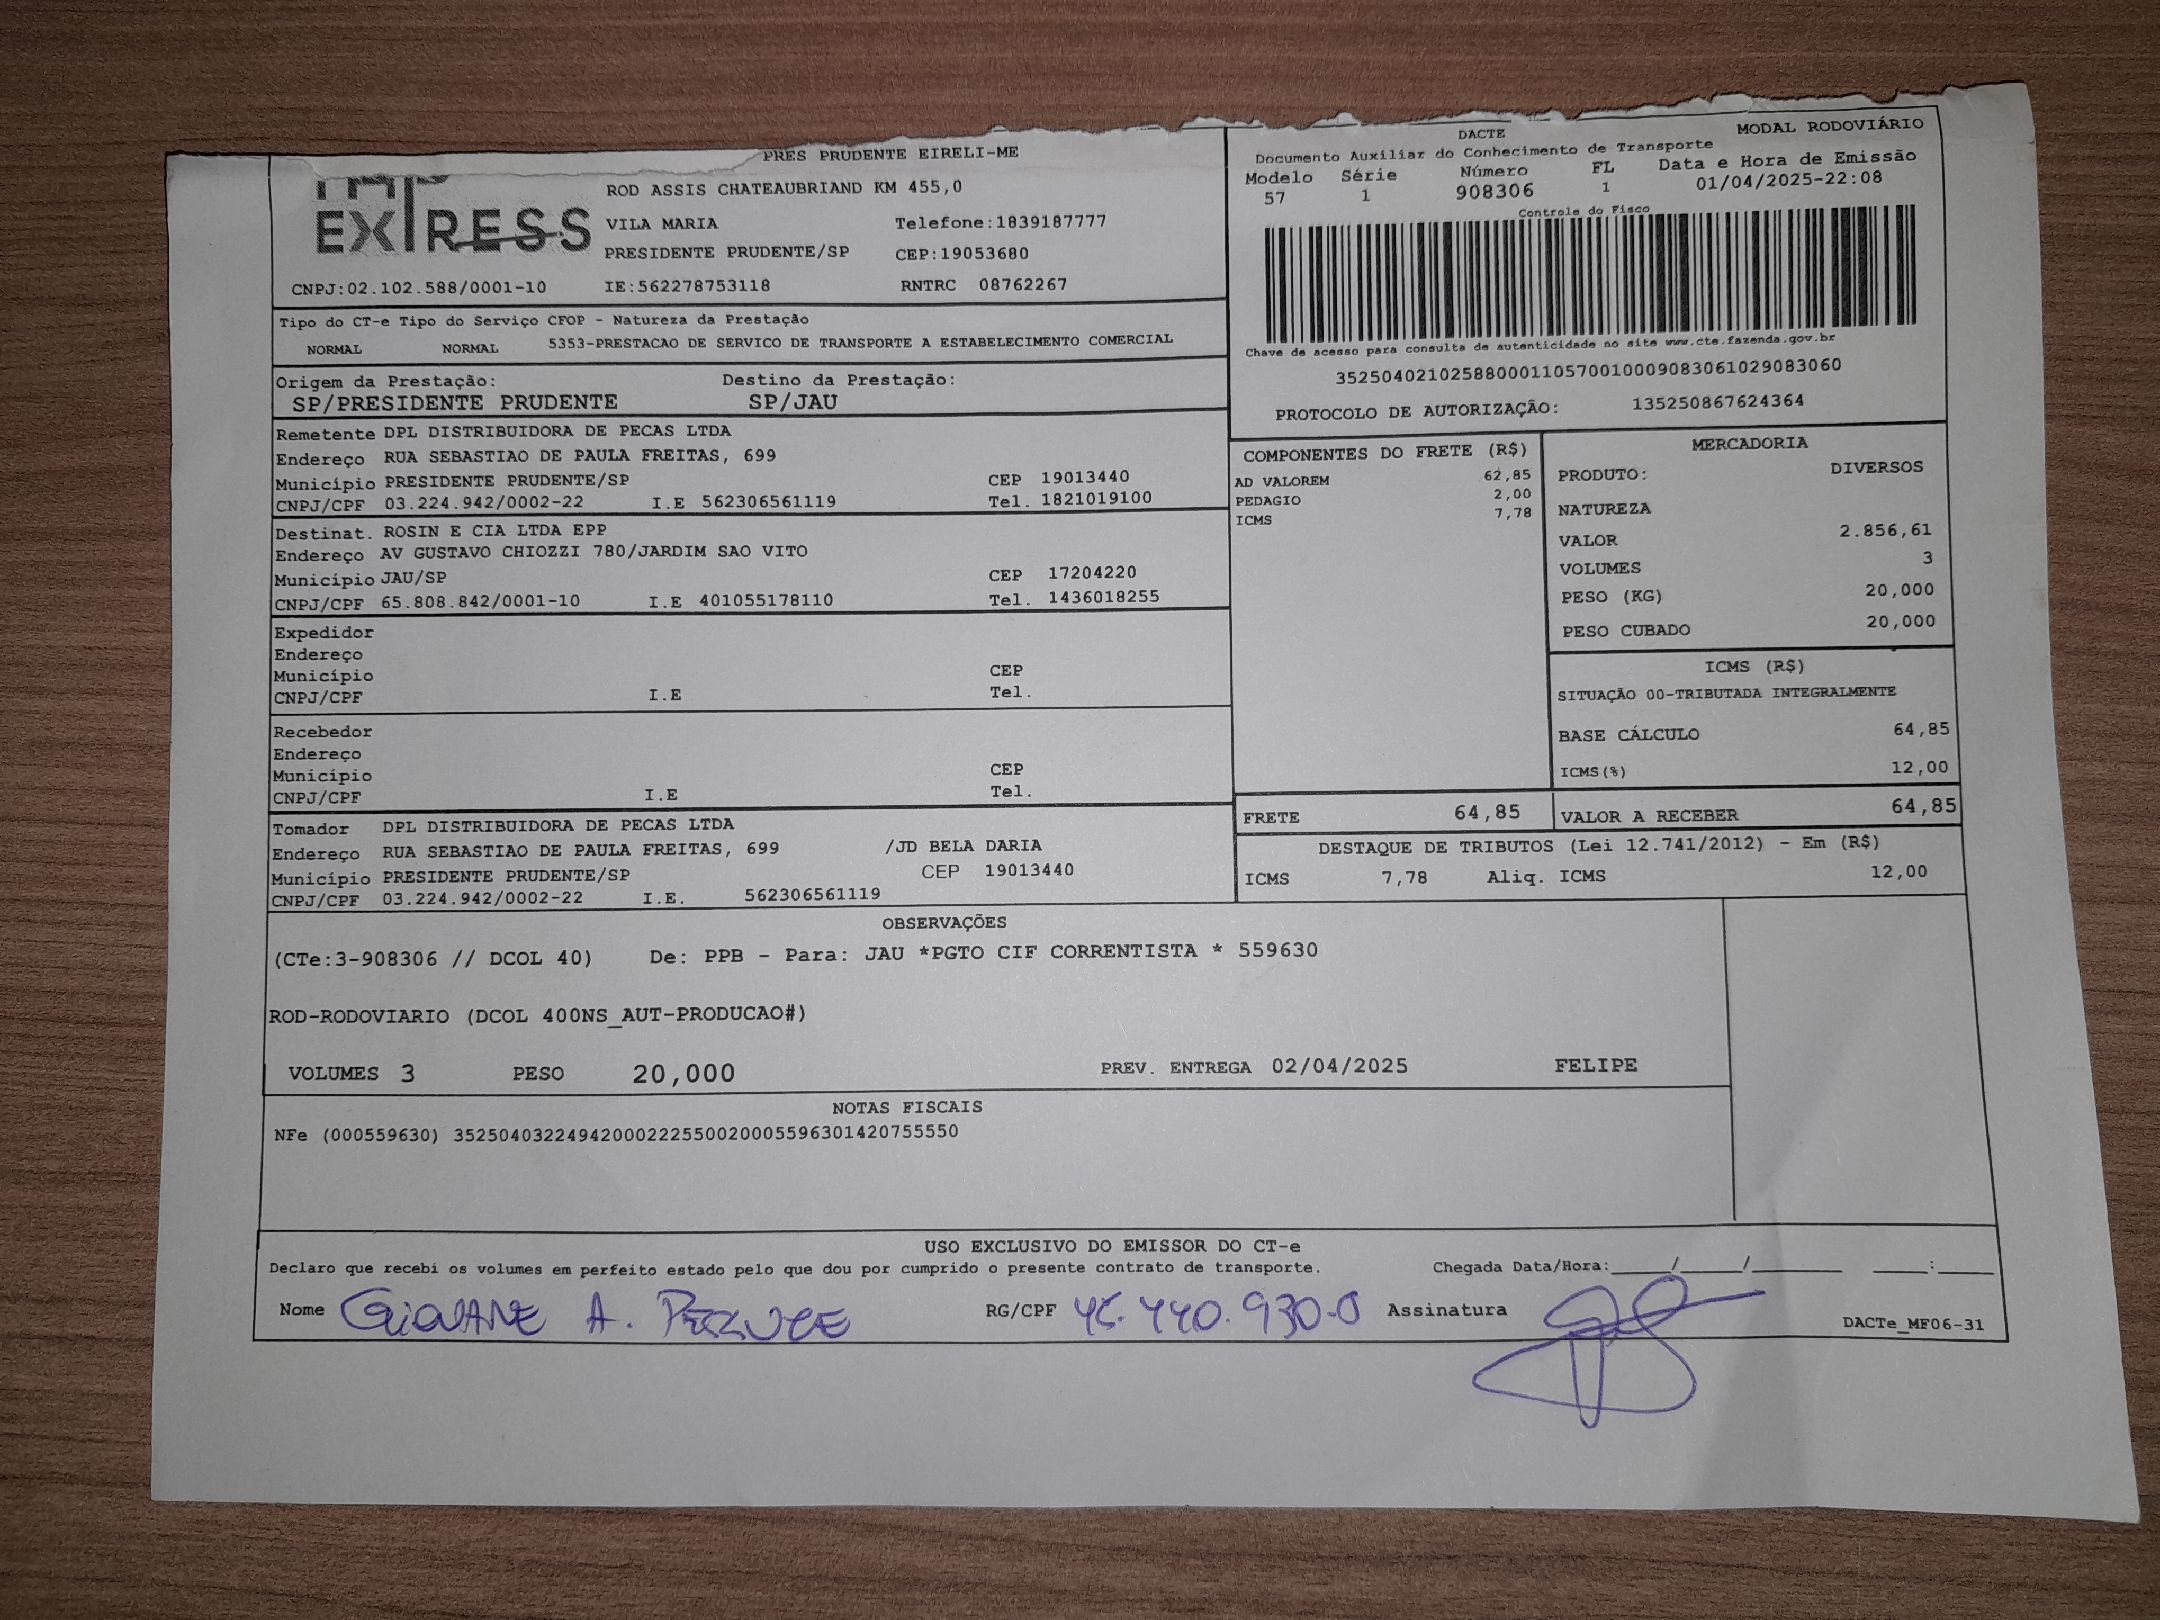 PRES PRUDENTE EIRELI-ME
EXPRESS
ROD ASSIS CHATEAUBRIAND KM 455,0
VILA MARIA Telefone:1839187777
PRESIDENTE PRUDENTE/SP CEP:19053680
CNPJ:02.102.588/0001-10 IE:562278753118 RNTRC 08762267
DACTE MODAL RODOVIÁRIO
Documento Auxiliar do Conhecimento de Transporte
Modelo Série Número FL Data e Hora de Emissão
57 1 908306 1 01/04/2025-22:08
Controle do Fisco
Chave de acesso para consulta de autenticidade no site www.cte.fazenda.gov.br
35250402102588000110570010009083061029083060
PROTOCOLO DE AUTORIZAÇÃO: 135250867624364
Tipo do CT-e Tipo do Serviço CFOP - Natureza da Prestação
NORMAL NORMAL 5353-PRESTACAO DE SERVICO DE TRANSPORTE A ESTABELECIMENTO COMERCIAL
Origem da Prestação: Destino da Prestação:
SP/PRESIDENTE PRUDENTE SP/JAU
Remetente DPL DISTRIBUIDORA DE PECAS LTDA
Endereço RUA SEBASTIAO DE PAULA FREITAS, 699
Município PRESIDENTE PRUDENTE/SP CEP 19013440
CNPJ/CPF 03.224.942/0002-22 I.E 562306561119 Tel. 1821019100
Destinat. ROSIN E CIA LTDA EPP
Endereço AV GUSTAVO CHIOZZI 780/JARDIM SAO VITO
Município JAU/SP CEP 17204220
CNPJ/CPF 65.808.842/0001-10 I.E 401055178110 Tel. 1436018255
Expedidor
Endereço
Município CEP
CNPJ/CPF I.E Tel.
Recebedor
Endereço
Município CEP
CNPJ/CPF I.E Tel.
Tomador DPL DISTRIBUIDORA DE PECAS LTDA
Endereço RUA SEBASTIAO DE PAULA FREITAS, 699 /JD BELA DARIA
Município PRESIDENTE PRUDENTE/SP CEP 19013440
CNPJ/CPF 03.224.942/0002-22 I.E. 562306561119
COMPONENTES DO FRETE (R$)
AD VALOREM 62,85
PEDAGIO 2,00
ICMS 7,78
MERCADORIA
PRODUTO: DIVERSOS
NATUREZA
VALOR 2.856,61
VOLUMES 3
PESO (KG) 20,000
PESO CUBADO 20,000
ICMS (R$)
SITUAÇÃO 00-TRIBUTADA INTEGRALMENTE
BASE CÁLCULO 64,85
ICMS(%) 12,00
FRETE 64,85 VALOR A RECEBER 64,85
DESTAQUE DE TRIBUTOS (Lei 12.741/2012) - Em (R$)
ICMS 7,78 Aliq. ICMS 12,00
OBSERVAÇÕES
(CTe:3-908306 // DCOL 40) De: PPB - Para: JAU *PGTO CIF CORRENTISTA * 559630
ROD-RODOVIARIO (DCOL 400NS_AUT-PRODUCAO#)
VOLUMES 3 PESO 20,000 PREV. ENTREGA 02/04/2025 FELIPE
NOTAS FISCAIS
NFe (000559630) 35250403224942000222550020005596301420755550
USO EXCLUSIVO DO EMISSOR DO CT-e
Declaro que recebi os volumes em perfeito estado pelo que dou por cumprido o presente contrato de transporte. Chegada Data/Hora:_____/_____/_______ ____:____
Nome GIOVANE A. RG/CPF Assinatura
DACTe_MF06-31